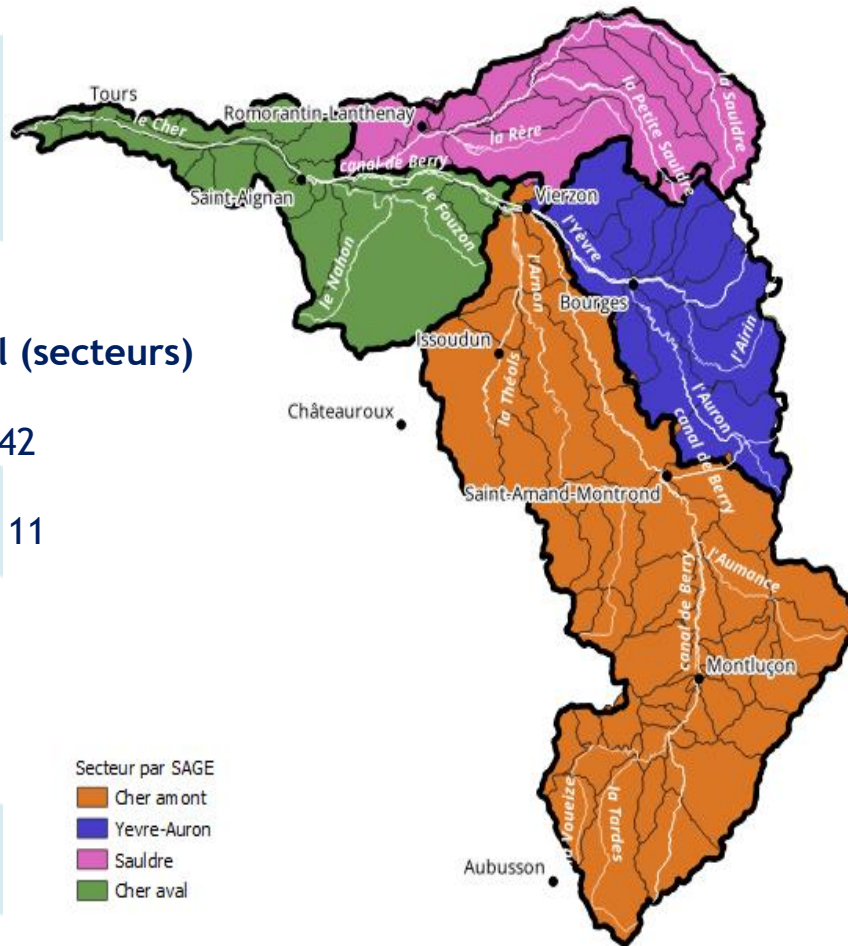 Tours
le Cher
Romorantin-Lanthenay
la Petite Sauldre
la Sauldre
la Rère
canal de Berry
Saint-Aignan
le Fouzon
le Nahon
Vierzon
l'Yèvre
l'Arnon
Bourges
l'Airin
Issoudun
l (secteurs)
la Théols
l'Auron
Châteauroux
canal de Berry
42
Saint-Amand-Montrond
11
l'Aumance
canal de Berry
Montluçon
Secteur par SAGE
Cher amont
Yevre-Auron
Sauldre
Cher aval
Voueize
la Tardes
Aubusson